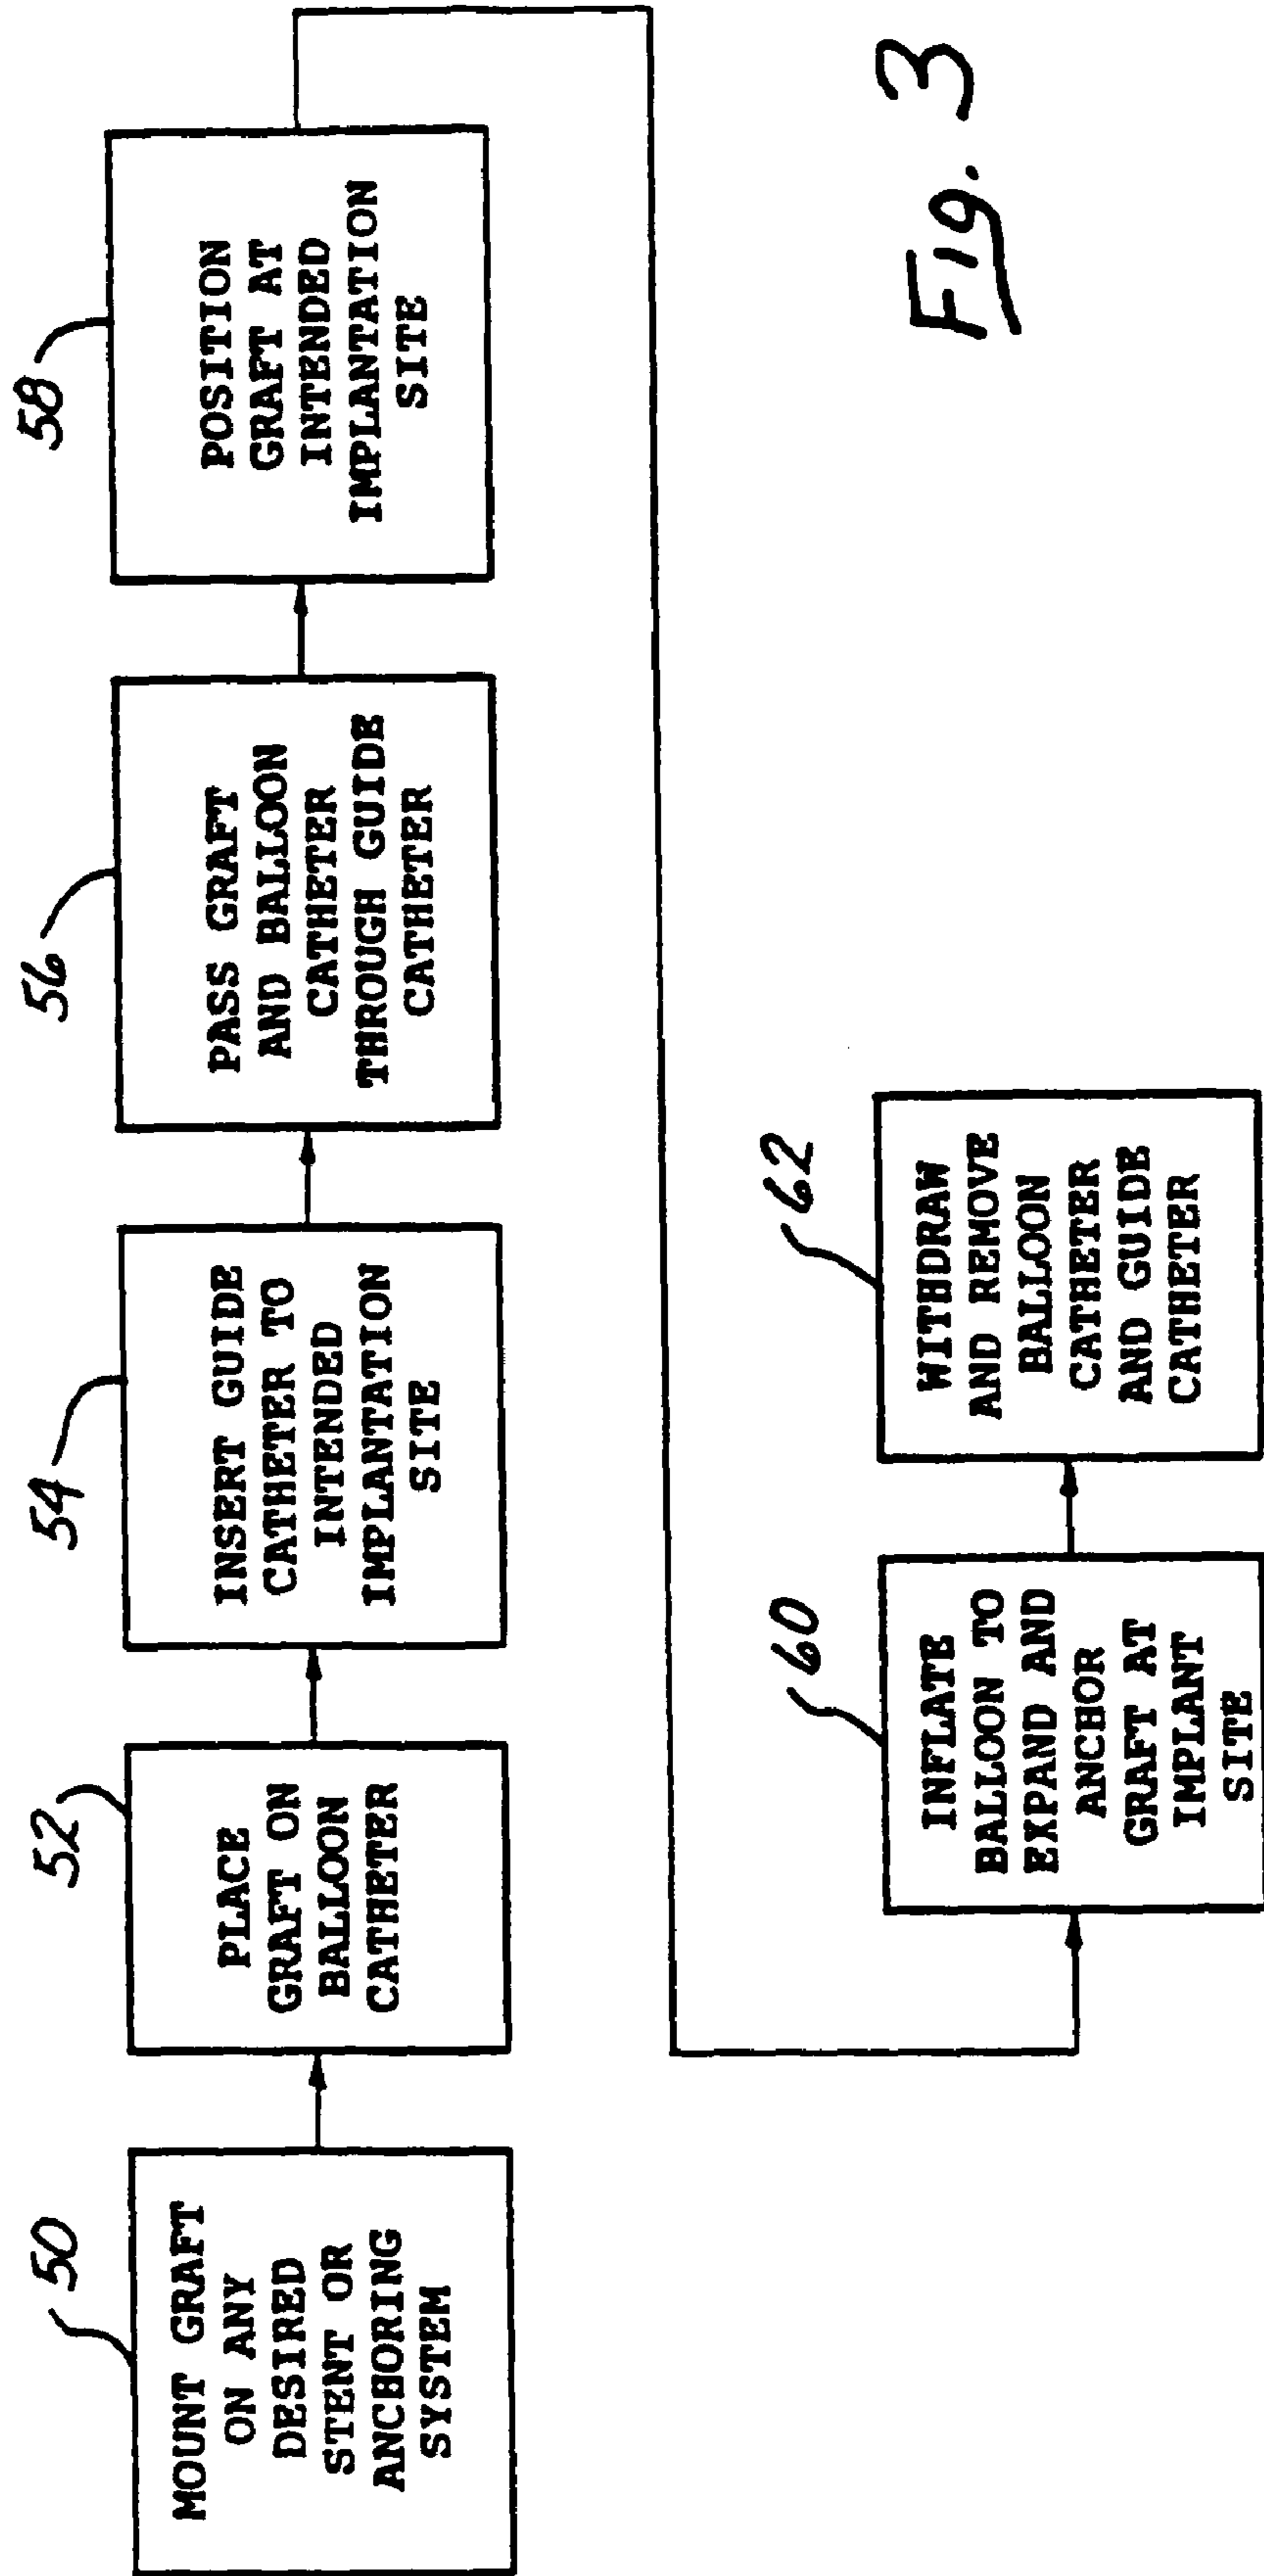 50
MOUNT GRAFT
ON ANY
DESIRED
STENT OR
ANCHORING
SYSTEM
52
PLACE
GRAFT ON
BALLOON
CATHETER
54
INSERT GUIDE
CATHETER TO
INTENDED
IMPLANTATION
SITE
56
PASS GRAFT
AND BALLOON
CATHETER
THROUGH GUIDE
CATHETER
58
POSITION
GRAFT AT
INTENDED
IMPLANTATION
SITE
60
INFLATE
BALLOON TO
EXPAND AND
ANCHOR
GRAFT AT
IMPLANT
SITE
62
WITHDRAW
AND REMOVE
BALLOON
CATHETER
AND GUIDE
CATHETER
Fig. 3